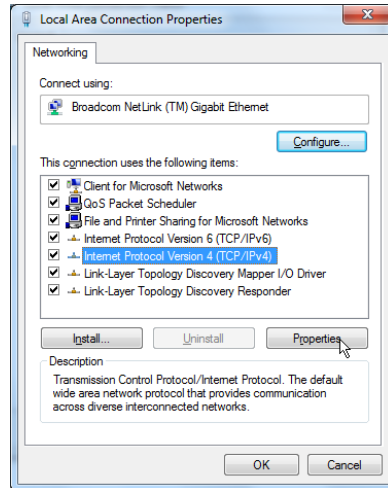 Local Area Connection Properties
Networking
Connect using:
Broadcom NetLink (TM) Gigabit Ethernet
Configure...
This connection uses the following items:
Client for Microsoft Networks
QoS Packet Scheduler
File and Printer Sharing for Microsoft Networks
Internet Protocol Version 6 (TCP/IPv6)
Internet Protocol Version 4 (TCP/IPv4)
Link-Layer Topology Discovery Mapper I/O Driver
Link-Layer Topology Discovery Responder
Install... Uninstall Properties
Description
Transmission Control Protocol/Internet Protocol. The default
wide area network protocol that provides communication
across diverse interconnected networks.
OK Cancel